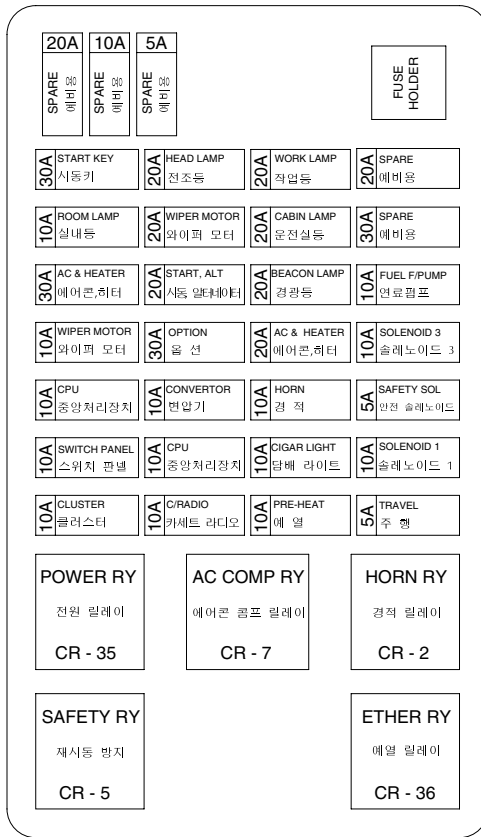 20A 10A 5A
SPARE 예비용
SPARE 예비용
SPARE 예비용
FUSE
HOLDER
30A START KEY
시동키
20A HEAD LAMP
전조등
20A WORK LAMP
작업등
20A SPARE
예비용
10A ROOM LAMP
실내등
20A WIPER MOTOR
와이퍼 모터
20A CABIN LAMP
운전실등
30A SPARE
예비용
30A AC & HEATER
에어콘,히터
20A START, ALT
시동, 알터네이터
20A BEACON LAMP
경광등
10A FUEL F/PUMP
연료펌프
10A WIPER MOTOR
와이퍼 모터
30A OPTION
옵 션
20A AC & HEATER
에어콘,히터
10A SOLENOID 3
솔레노이드 3
10A CPU
중앙처리장치
10A CONVERTOR
변압기
10A HORN
경 적
5A SAFETY SOL
안전 솔레노이드
10A SWITCH PANEL
스위치 판넬
10A CPU
중앙처리장치
10A CIGAR LIGHT
담배 라이트
10A SOLENOID 1
솔레노이드 1
10A CLUSTER
클러스터
10A C/RADIO
카세트 라디오
10A PRE-HEAT
예 열
5A TRAVEL
주 행
POWER RY
전원 릴레이
CR - 35
AC COMP RY
에어콘 콤프 릴레이
CR - 7
HORN RY
경적 릴레이
CR - 2
SAFETY RY
재시동 방지
CR - 5
ETHER RY
예열 릴레이
CR - 36